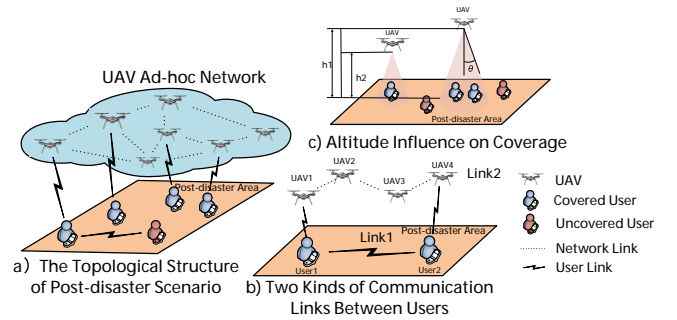 UAV Ad-hoc Network
Post-disaster Area
a) The Topological Structure
of Post-disaster Scenario
UAV
UAV
h1
h2
θ
Post-disaster Area
c) Altitude Influence on Coverage
UAV1
UAV2
UAV3
UAV4
Link2
Link1
Post-disaster Area
User1
User2
b) Two Kinds of Communication
Links Between Users
UAV
Covered User
Uncovered User
Network Link
User Link